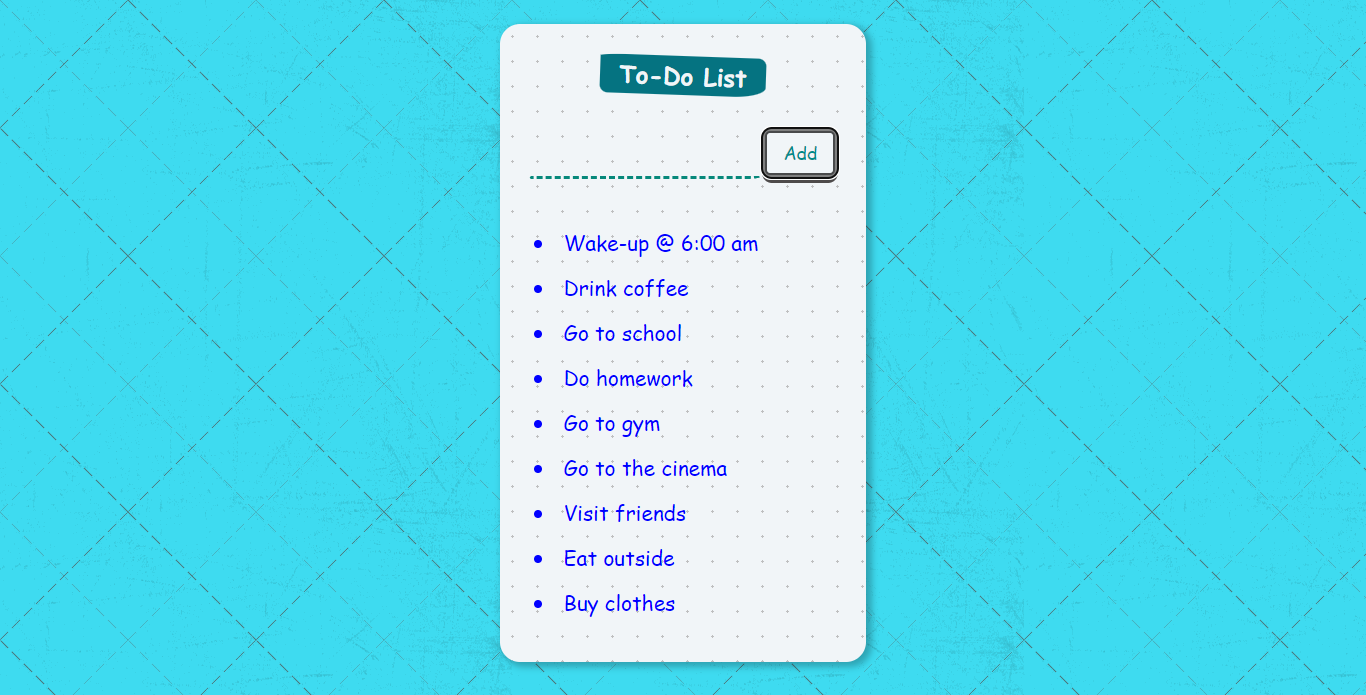 To-Do List
Add
Wake-up @ 6:00 am
Drink coffee
Go to school
Do homework
Go to gym
Go to the cinema
Visit friends
Eat outside
Buy clothes